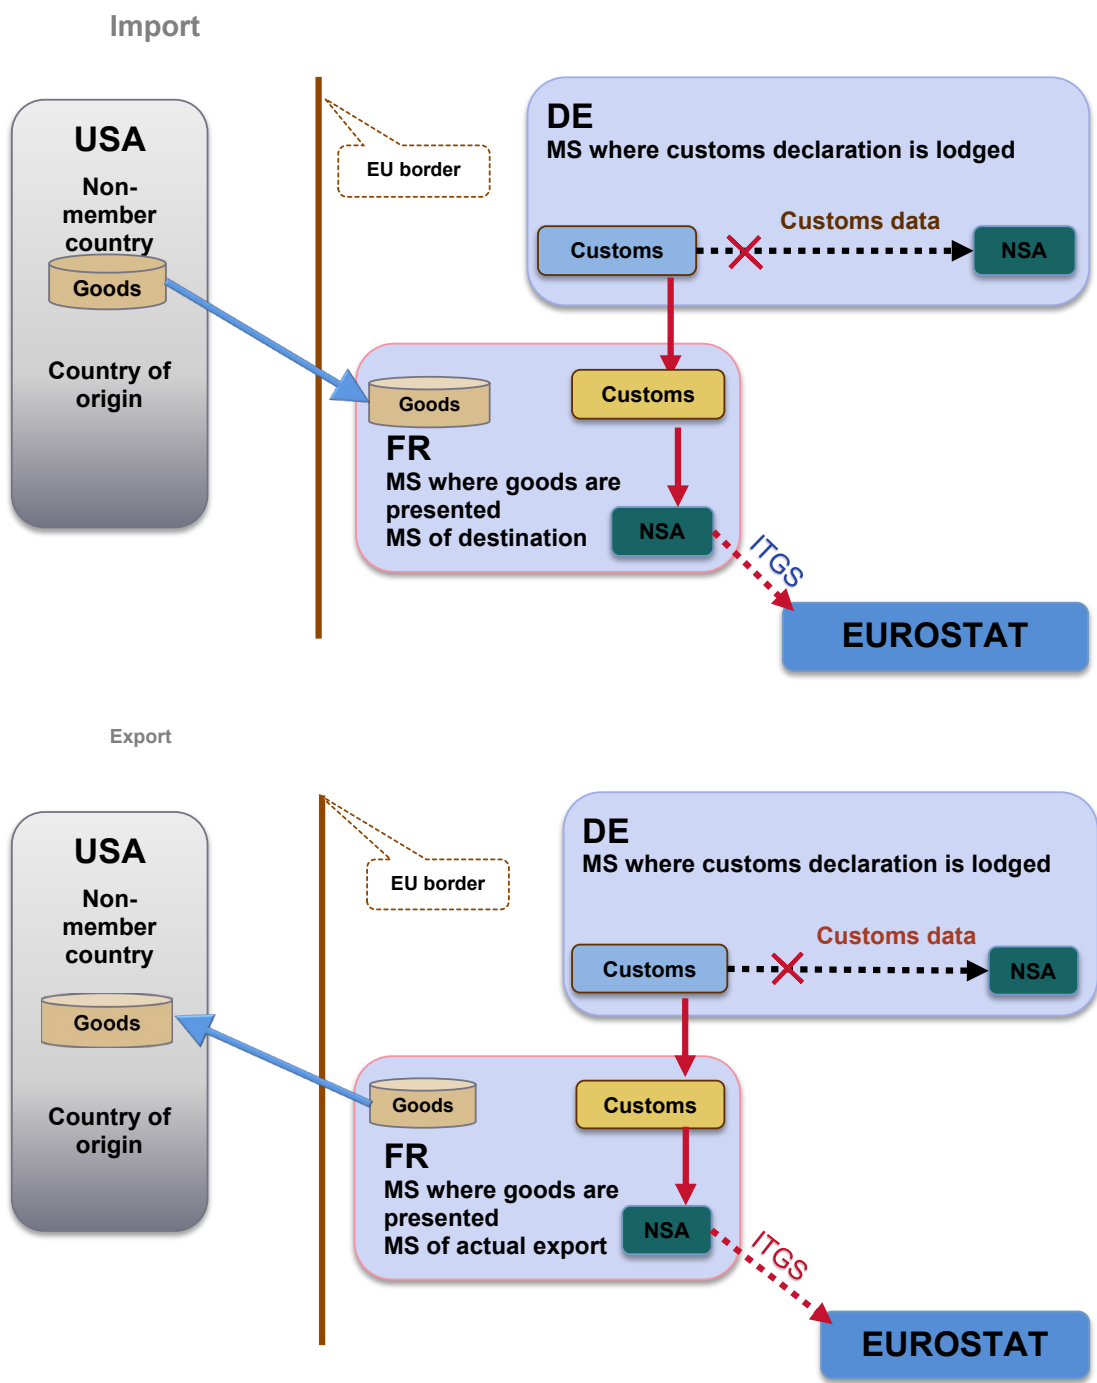 Import
USA
Non-
member
country
Goods
Country of
origin
EU border
DE
MS where customs declaration is lodged
Customs data
Customs
NSA
Goods
Customs
FR
MS where goods are
presented
MS of destination
NSA
ITGS
EUROSTAT
Export
USA
Non-
member
country
Goods
Country of
origin
EU border
DE
MS where customs declaration is lodged
Customs data
Customs
NSA
Goods
Customs
FR
MS where goods are
presented
MS of actual export
NSA
ITGS
EUROSTAT